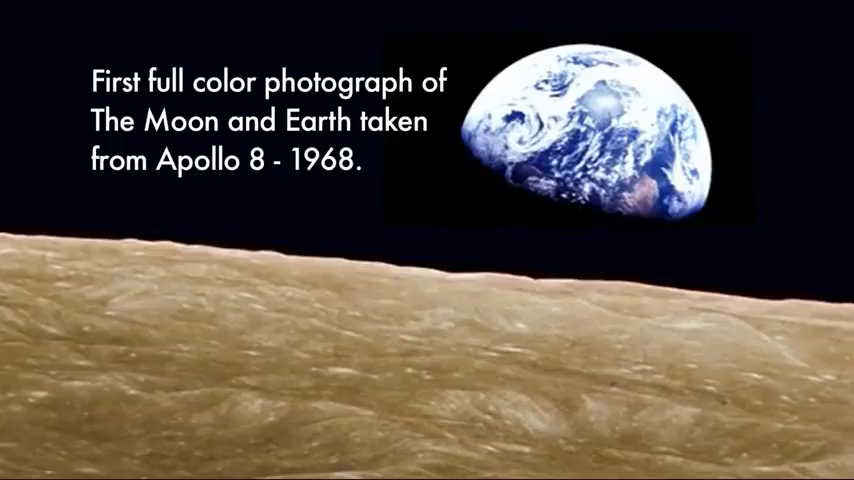 First full color photograph of
The Moon and Earth taken
from Apollo 8 - 1968.